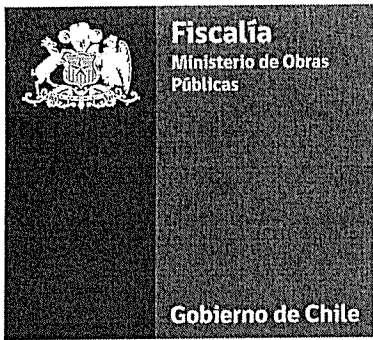 Fiscalía
Ministerio de Obras
Públicas
Gobierno de Chile